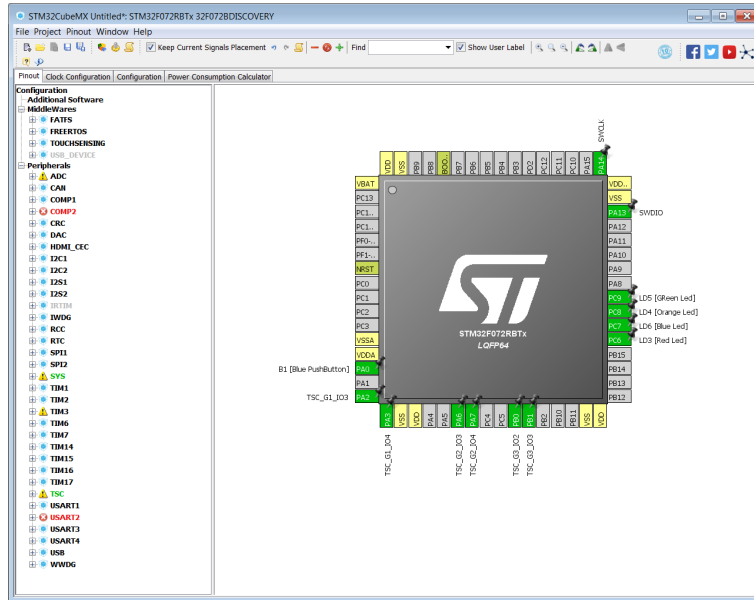 STM32CubeMX Untitled*: STM32F072RBTx 32F072BDISCOVERY
File Project Pinout Window Help
Keep Current Signals Placement
Find
Show User Label
Pinout
Clock Configuration
Configuration
Power Consumption Calculator
Configuration
Additional Software
MiddleWares
FATFS
FREERTOS
TOUCHSENSING
USB_DEVICE
Peripherals
ADC
CAN
COMP1
COMP2
CRC
DAC
HDMI_CEC
I2C1
I2C2
I2S1
I2S2
IRTIM
IWDG
RCC
RTC
SPI1
SPI2
SYS
TIM1
TIM2
TIM3
TIM6
TIM7
TIM14
TIM15
TIM16
TIM17
TSC
USART1
USART2
USART3
USART4
USB
WWDG
SWCLK
VDD
VSS
PB9
PB8
BOO..
PB7
PB6
PB5
PB4
PB3
PD2
PC12
PC11
PC10
PA15
PA14
VBAT
PC13
PC1..
PC1..
PF0-..
PF1-..
NRST
PC0
PC1
PC2
PC3
VSSA
VDDA
B1 [Blue PushButton]
PA0
PA1
TSC_G1_IO3
PA2
STM32F072RBTx
LQFP64
VDD..
VSS
PA13
SWDIO
PA12
PA11
PA10
PA9
PA8
PC9
LD5 [GReen Led]
PC8
LD4 [Orange Led]
PC7
LD6 [Blue Led]
PC6
LD3 [Red Led]
PB15
PB14
PB13
PB12
PA3
VSS
VDD
PA4
PA5
PA6
PA7
PC4
PC5
PB0
PB1
PB2
PB10
PB11
VSS
VDD
TSC_G1_IO4
TSC_G2_IO3
TSC_G2_IO4
TSC_G3_IO2
TSC_G3_IO3